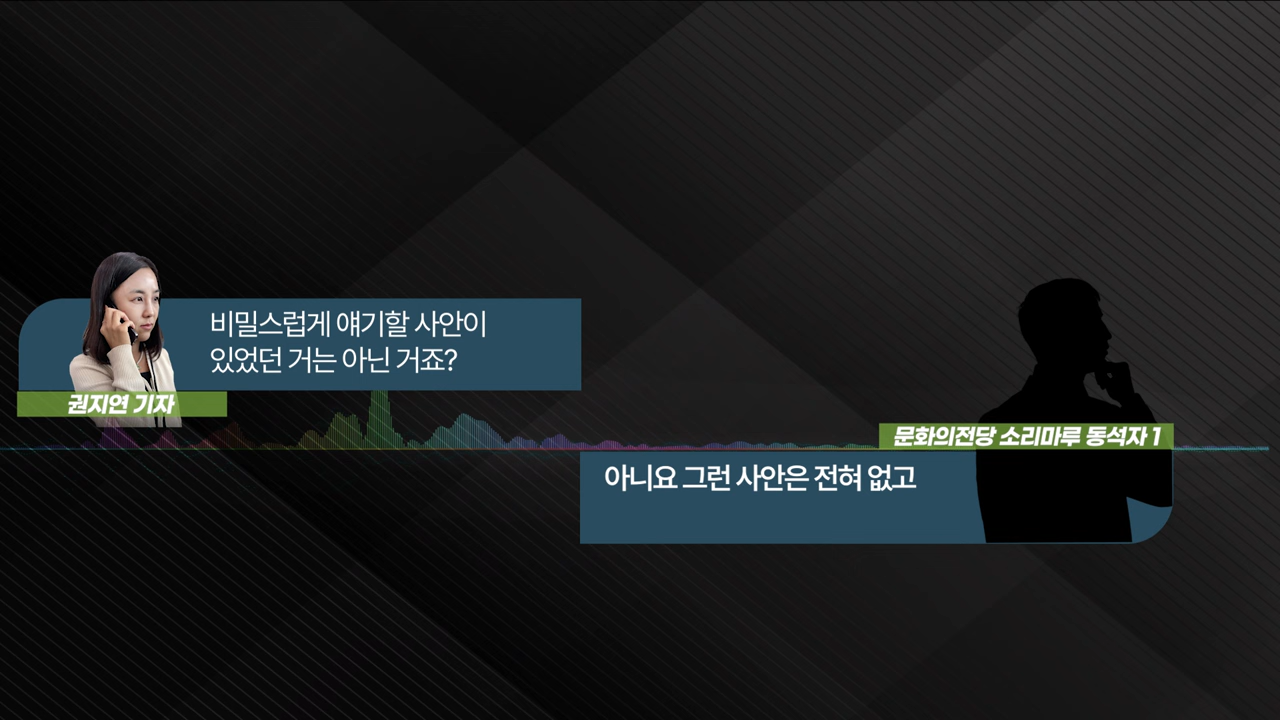 비밀스럽게 얘기할 사안이
있었던 거는 아닌 거죠?
권지연 기자
문화의전당 소리마루 동석자 1
아니요 그런 사안은 전혀 없고